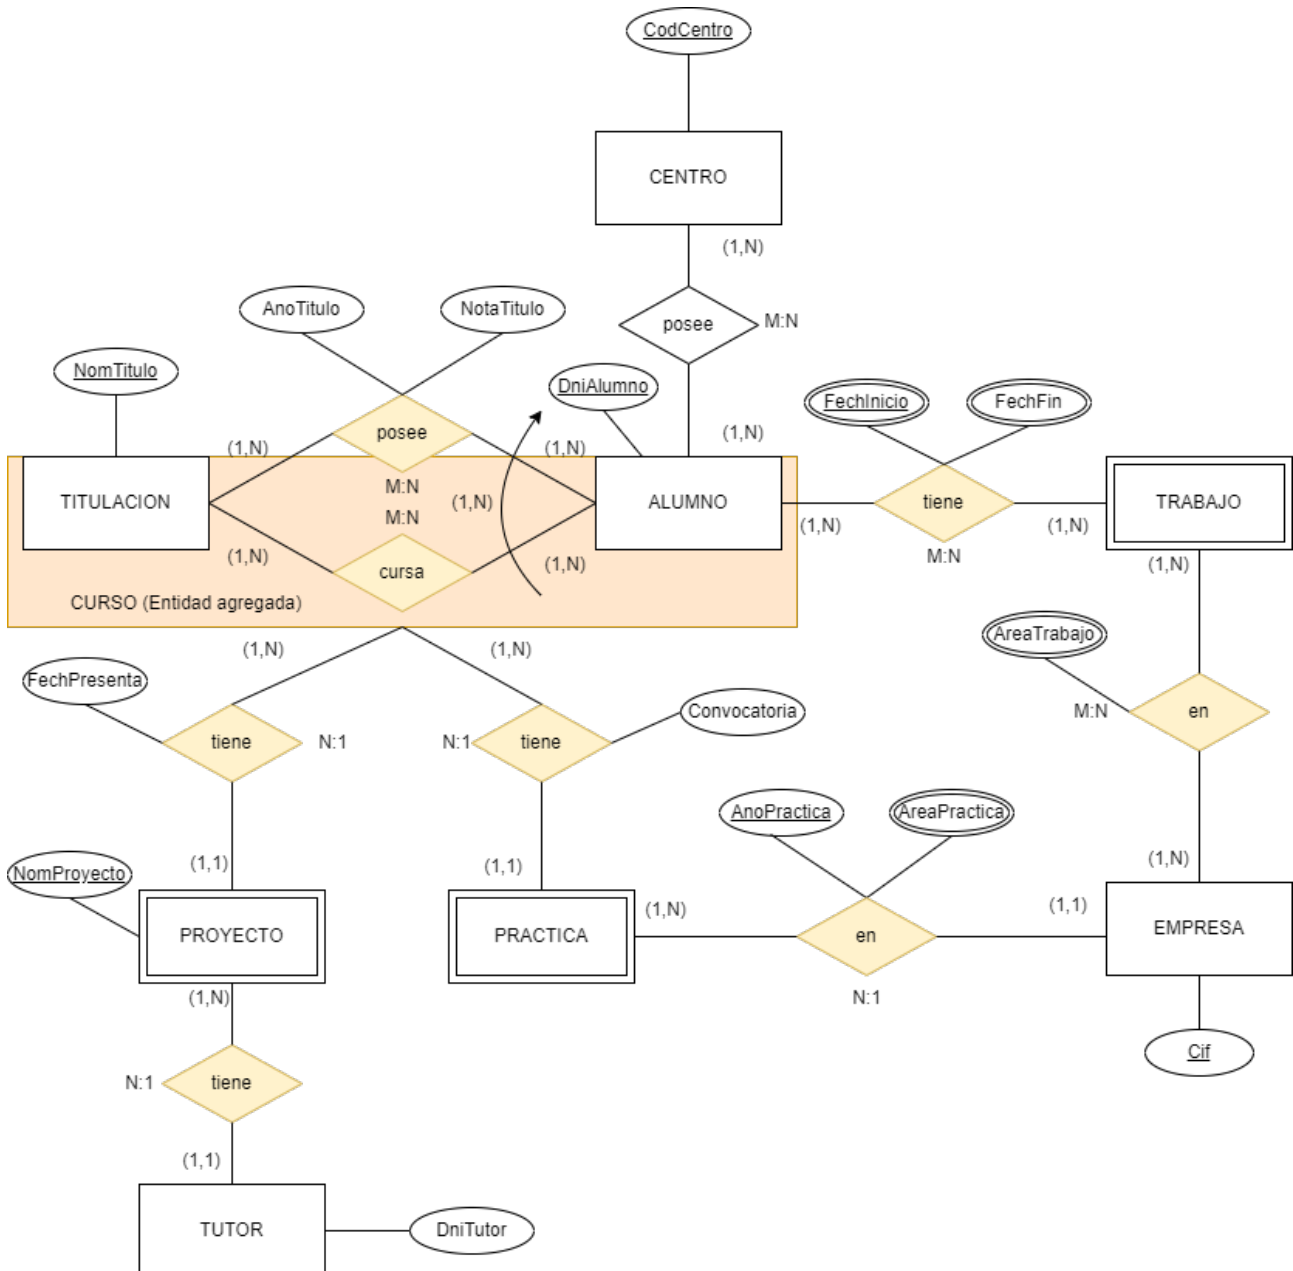 CodCentro
CENTRO
(1,N)
AnoTitulo
NotaTitulo
posee
M:N
NomTitulo
DniAlumno
FechInicio
FechFin
posee
(1,N)
(1,N)
(1,N)
M:N
TITULACION
(1,N)
ALUMNO
tiene
TRABAJO
M:N
(1,N)
(1,N)
(1,N)
(1,N)
M:N
(1,N)
cursa
(1,N)
CURSO (Entidad agregada)
AreaTrabajo
(1,N)
(1,N)
FechPresenta
Convocatoria
M:N
en
tiene
N:1
N:1
tiene
AnoPractica
AreaPractica
(1,1)
(1,1)
(1,N)
NomProyecto
(1,N)
(1,1)
PROYECTO
PRACTICA
en
EMPRESA
(1,N)
N:1
Cif
N:1
tiene
(1,1)
TUTOR
DniTutor